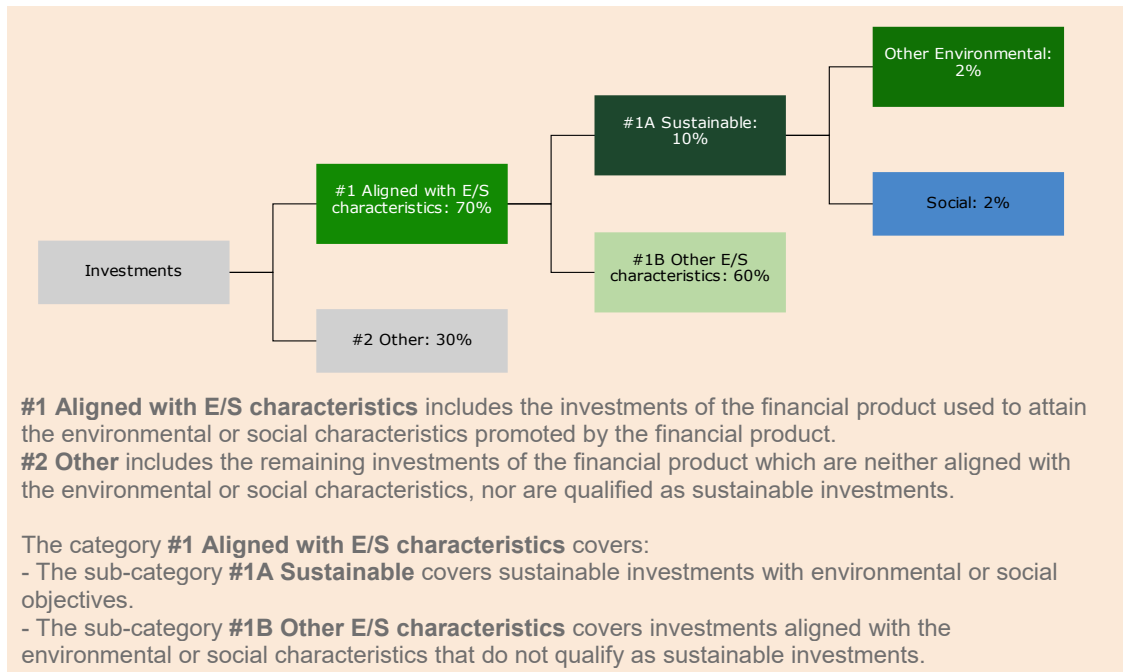 Other Environmental:
2%
#1A Sustainable:
10%
#1 Aligned with E/S
characteristics: 70%
Social: 2%
#1B Other E/S
characteristics: 60%
Investments
#2 Other: 30%
#1 Aligned with E/S characteristics includes the investments of the financial product used to attain
the environmental or social characteristics promoted by the financial product.
#2 Other includes the remaining investments of the financial product which are neither aligned with
the environmental or social characteristics, nor are qualified as sustainable investments.
The category #1 Aligned with E/S characteristics covers:
- The sub-category #1A Sustainable covers sustainable investments with environmental or social
objectives.
- The sub-category #1B Other E/S characteristics covers investments aligned with the
environmental or social characteristics that do not qualify as sustainable investments.